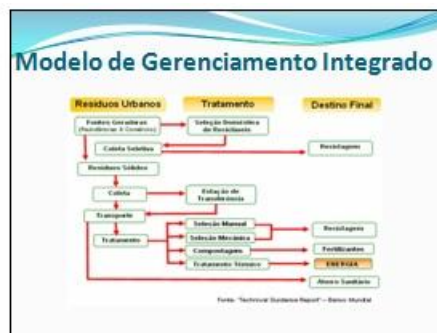 Modelo de Gerenciamento Integrado
Resíduos Urbanos
Tratamento
Destino Final
Fontes Geradoras
(Residências & Comércio)
Seleção Doméstica
de Recicláveis
Coleta Seletiva
Reciclagem
Resíduos Sólidos
Coleta
Estação de
Transferência
Transporte
Tratamento
Seleção Manual
Seleção Mecânica
Reciclagem
Compostagem
Fertilizantes
Tratamento Térmico
ENERGIA
Aterro Sanitário
Fonte: "Technical Guidance Report" – Banco Mundial